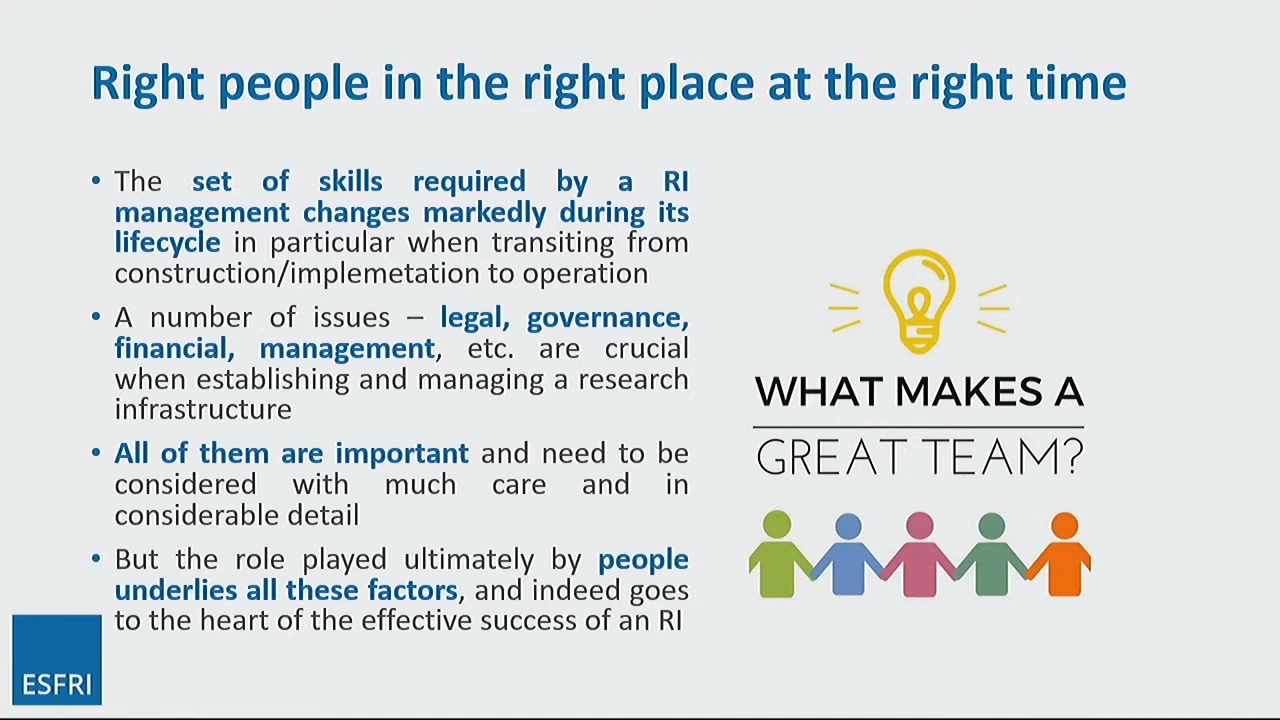 Right people in the right place at the right time
• The set of skills required by a RI
management changes markedly during its
lifecycle in particular when transiting from
construction/implemetation to operation
• A number of issues – legal, governance,
financial, management, etc. are crucial
when establishing and managing a research
infrastructure
• All of them are important and need to be
considered with much care and in
considerable detail
• But the role played ultimately by people
underlies all these factors, and indeed goes
to the heart of the effective success of an RI
WHAT MAKES A
GREAT TEAM?
ESFRI